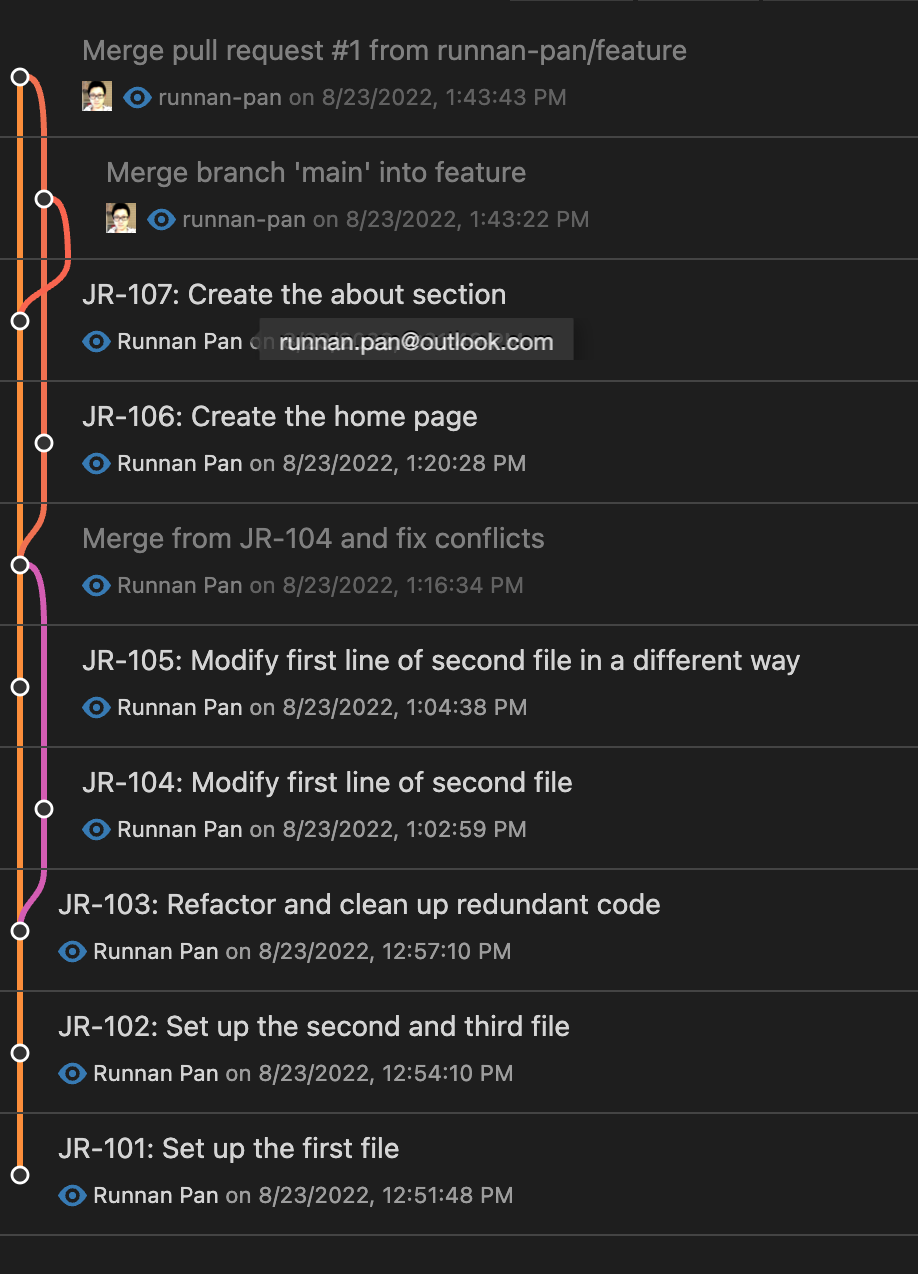 Merge pull request #1 from runnan-pan/feature
runnan-pan on 8/23/2022, 1:43:43 PM
Merge branch 'main' into feature
runnan-pan on 8/23/2022, 1:43:22 PM
JR-107: Create the about section
Runnan Pan on runnan.pan@outlook.com
JR-106: Create the home page
Runnan Pan on 8/23/2022, 1:20:28 PM
Merge from JR-104 and fix conflicts
Runnan Pan on 8/23/2022, 1:16:34 PM
JR-105: Modify first line of second file in a different way
Runnan Pan on 8/23/2022, 1:04:38 PM
JR-104: Modify first line of second file
Runnan Pan on 8/23/2022, 1:02:59 PM
JR-103: Refactor and clean up redundant code
Runnan Pan on 8/23/2022, 12:57:10 PM
JR-102: Set up the second and third file
Runnan Pan on 8/23/2022, 12:54:10 PM
JR-101: Set up the first file
Runnan Pan on 8/23/2022, 12:51:48 PM